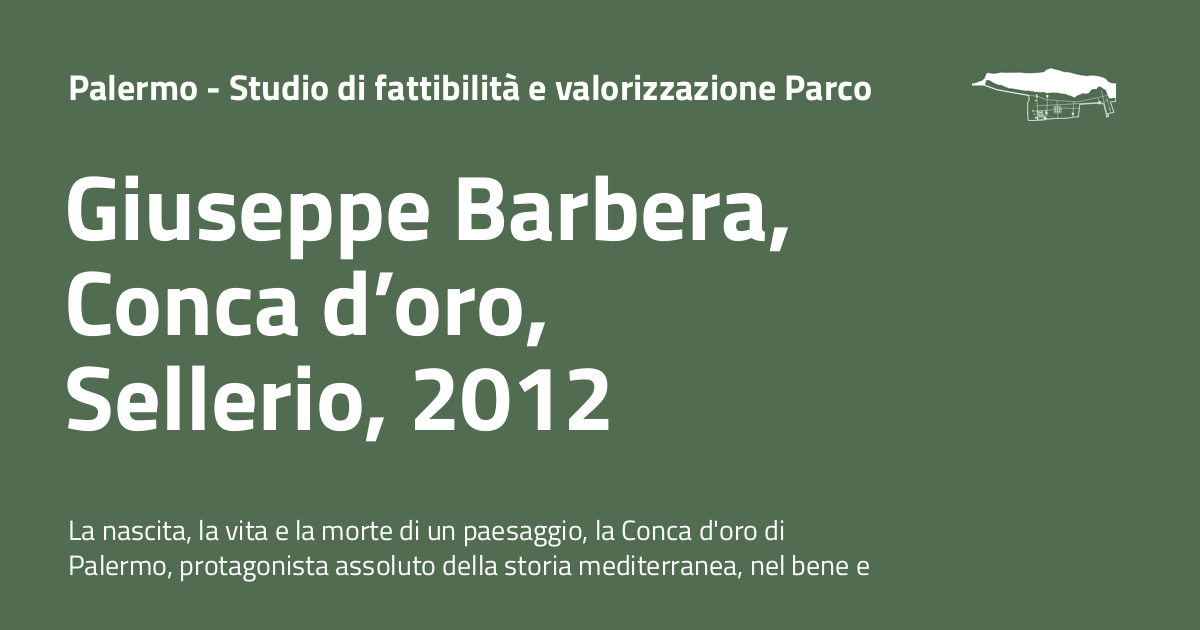 Palermo - Studio di fattibilità e valorizzazione Parco
Giuseppe Barbera,
Conca d’oro,
Sellerio, 2012
La nascita, la vita e la morte di un paesaggio, la Conca d'oro di
Palermo, protagonista assoluto della storia mediterranea, nel bene e